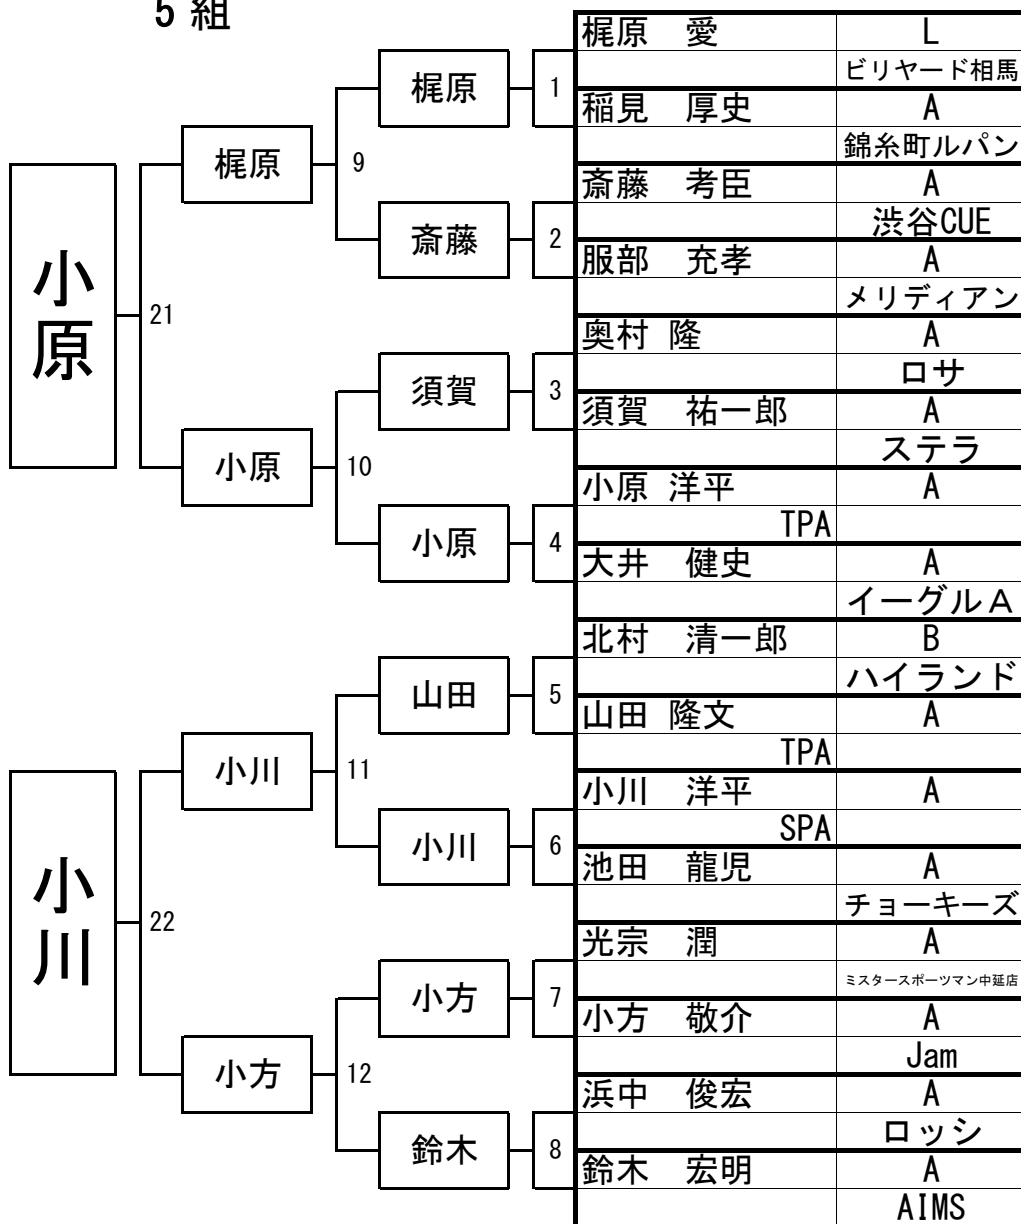 5 組
梶原　愛 L
ビリヤード相馬
梶原 1
稲見　厚史 A
錦糸町ルパン
梶原 9
斎藤　考臣 A
渋谷CUE
斎藤 2
服部　充孝 A
メリディアン
小原 21
奥村 隆 A
ロサ
須賀 3
須賀　祐一郎 A
ステラ
小原 10
小原 洋平 A
TPA
小原 4
大井　健史 A
イーグルＡ
北村　清一郎 B
ハイランド
山田 5
山田 隆文 A
TPA
小川 11
小川　洋平 A
SPA
小川 6
池田　龍児 A
チョーキーズ
小川 22
光宗　潤 A
ミスタースポーツマン中延店
小方 7
小方　敬介 A
Jam
小方 12
浜中　俊宏 A
ロッシ
鈴木 8
鈴木　宏明 A
AIMS